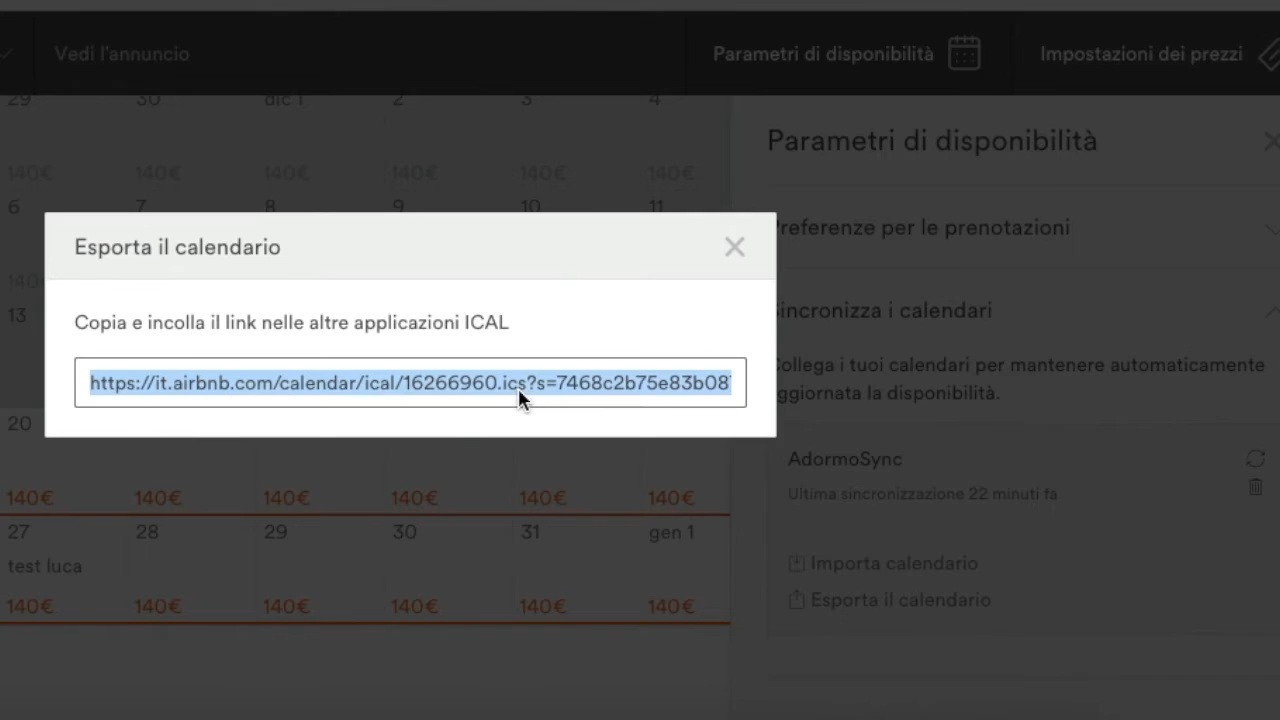 Vedi l'annuncio
Parametri di disponibilità
Impostazioni dei prezzi
29 30 dic 1 2 3 4
140€ 140€ 140€ 140€ 140€ 140€
6 7 8 9 10 11
13
20
140€ 140€ 140€ 140€ 140€ 140€
27 28 29 30 31 gen 1
test luca
140€ 140€ 140€ 140€ 140€ 140€
Esporta il calendario
Copia e incolla il link nelle altre applicazioni ICAL
https://it.airbnb.com/calendar/ical/16266960.ics?s=7468c2b75e83b08
Parametri di disponibilità
Preferenze per le prenotazioni
Sincronizza i calendari
Collega i tuoi calendari per mantenere automaticamente
aggiornata la disponibilità.
AdormoSync
Ultima sincronizzazione 22 minuti fa
Importa calendario
Esporta il calendario